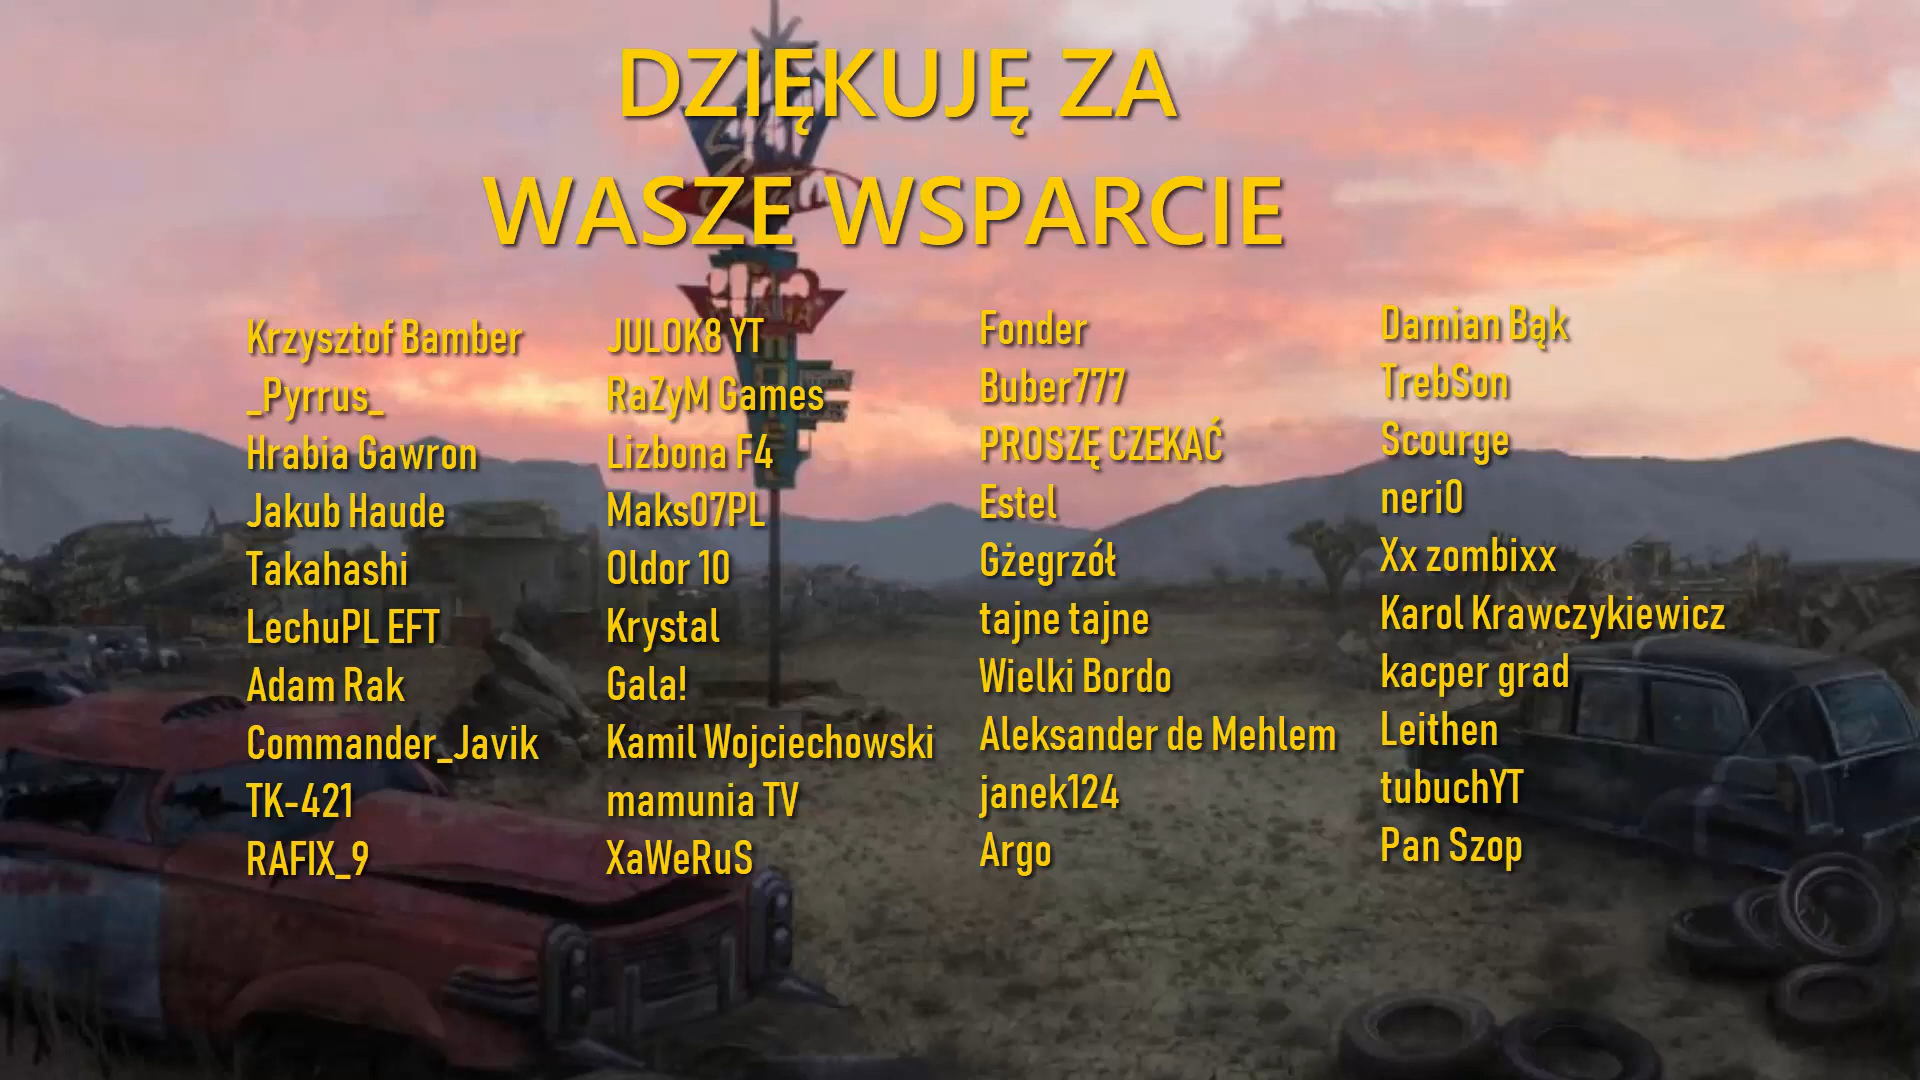 DZIĘKUJĘ ZA
WASZE WSPARCIE
Krzysztof Bamber
_Pyrrus_
Hrabia Gawron
Jakub Haude
Takahashi
LechuPL EFT
Adam Rak
Commander_Javik
TK-421
RAFIX_9
JULOK8 YT
RaZyM Games
Lizbona F4
Maks07PL
Oldor 10
Krystal
Gala!
Kamil Wojciechowski
mamunia TV
XaWeRuS
Fonder
Buber777
PROSZĘ CZEKAĆ
Estel
Gżegrzół
tajne tajne
Wielki Bordo
Aleksander de Mehlem
janek124
Argo
Damian Bąk
TrebSon
Scourge
neri0
Xx zombixx
Karol Krawczykiewicz
kacper grad
Leithen
tubuchYT
Pan Szop